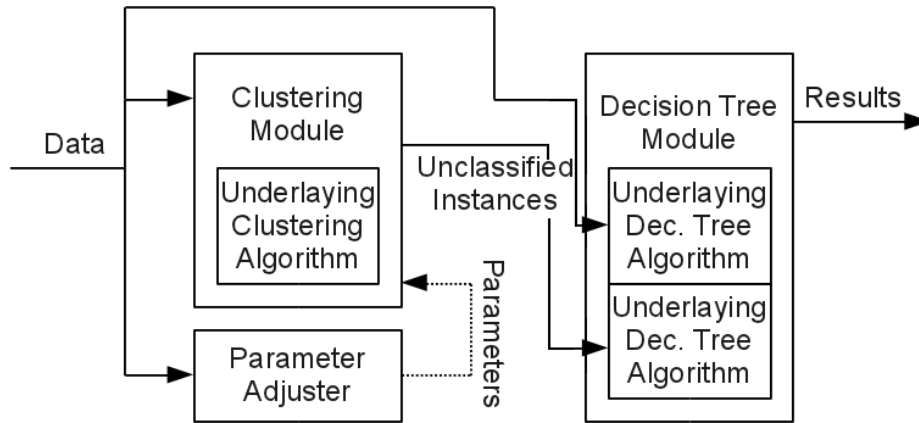 Data
Clustering
Module
Underlaying
Clustering
Algorithm
Parameter
Adjuster
Parameters
Unclassified
Instances
Decision Tree
Module
Underlaying
Dec. Tree
Algorithm
Underlaying
Dec. Tree
Algorithm
Results